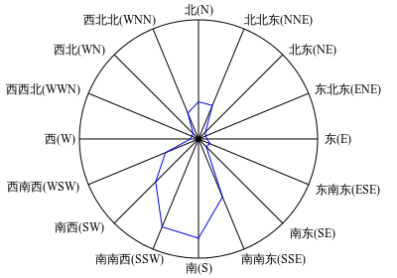 北(N)
西北北(WNN)
北北东(NNE)
西北(WN)
北东(NE)
西西北(WWN)
东北东(ENE)
西(W)
东(E)
西南西(WSW)
东南东(ESE)
南西(SW)
南东(SE)
南南西(SSW)
南南东(SSE)
南(S)